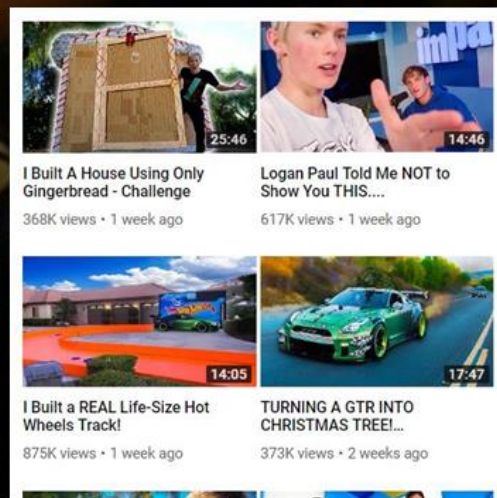 impa
25:46
14:46
I Built A House Using Only
Gingerbread - Challenge
368K views • 1 week ago
Logan Paul Told Me NOT to
Show You THIS....
617K views • 1 week ago
Hot Wheels
14:05
17:47
I Built a REAL Life-Size Hot
Wheels Track!
875K views • 1 week ago
TURNING A GTR INTO
CHRISTMAS TREE!...
373K views • 2 weeks ago